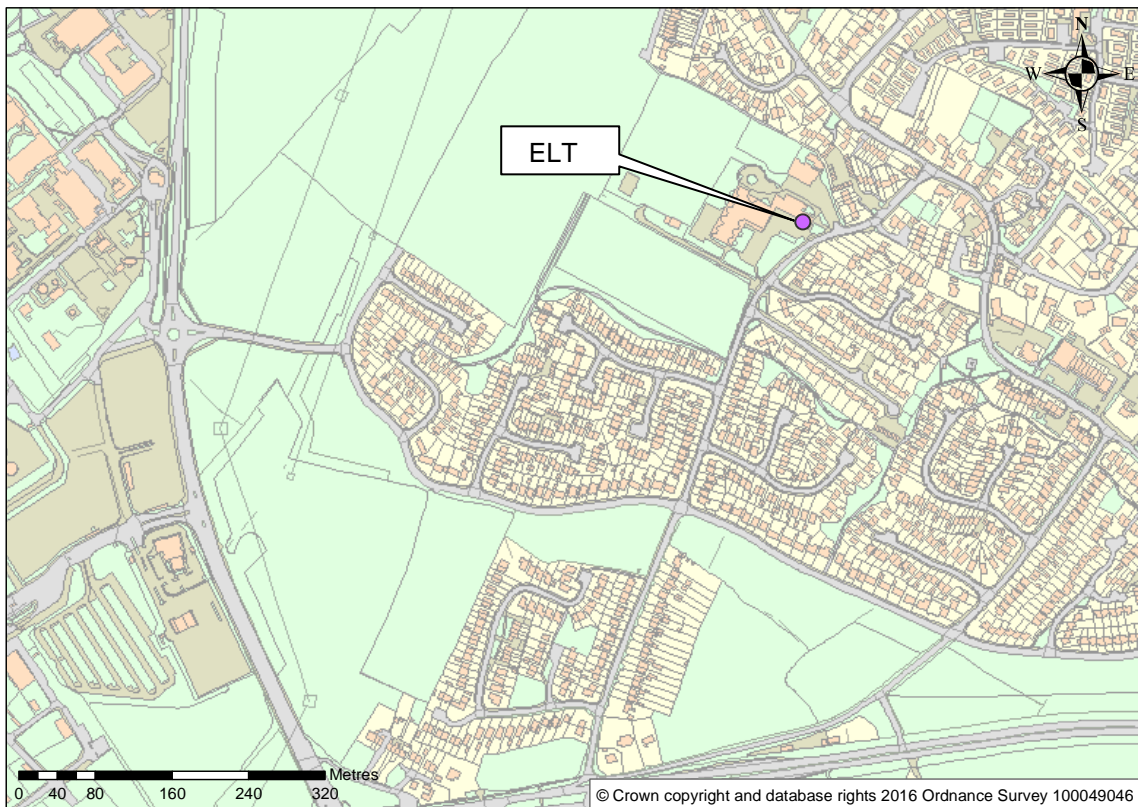 N
W E
S
ELT
Metres
0 40 80 160 240 320
© Crown copyright and database rights 2016 Ordnance Survey 100049046